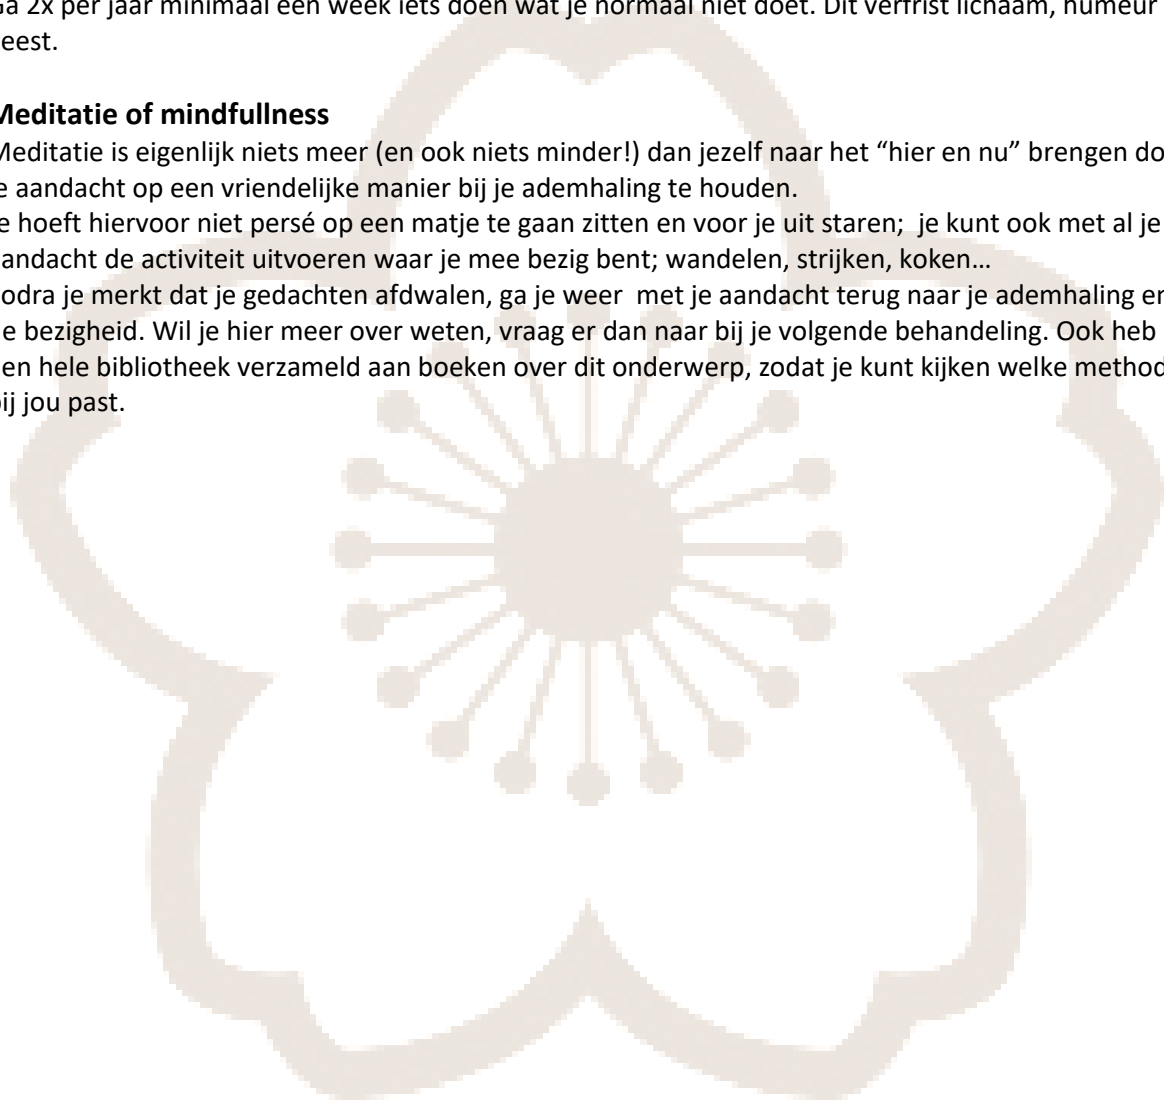 Ga 2x per jaar minimaal een week iets doen wat je normaal niet doet. Dit verfrist lichaam, humeur
eest.
Meditatie of mindfullness
Meditatie is eigenlijk niets meer (en ook niets minder!) dan jezelf naar het “hier en nu” brengen do
e aandacht op een vriendelijke manier bij je ademhaling te houden.
e hoeft hiervoor niet persé op een matje te gaan zitten en voor je uit staren;  je kunt ook met al je
andacht de activiteit uitvoeren waar je mee bezig bent; wandelen, strijken, koken…
odra je merkt dat je gedachten afdwalen, ga je weer  met je aandacht terug naar je ademhaling en
e bezigheid. Wil je hier meer over weten, vraag er dan naar bij je volgende behandeling. Ook heb
en hele bibliotheek verzameld aan boeken over dit onderwerp, zodat je kunt kijken welke method
bij jou past.